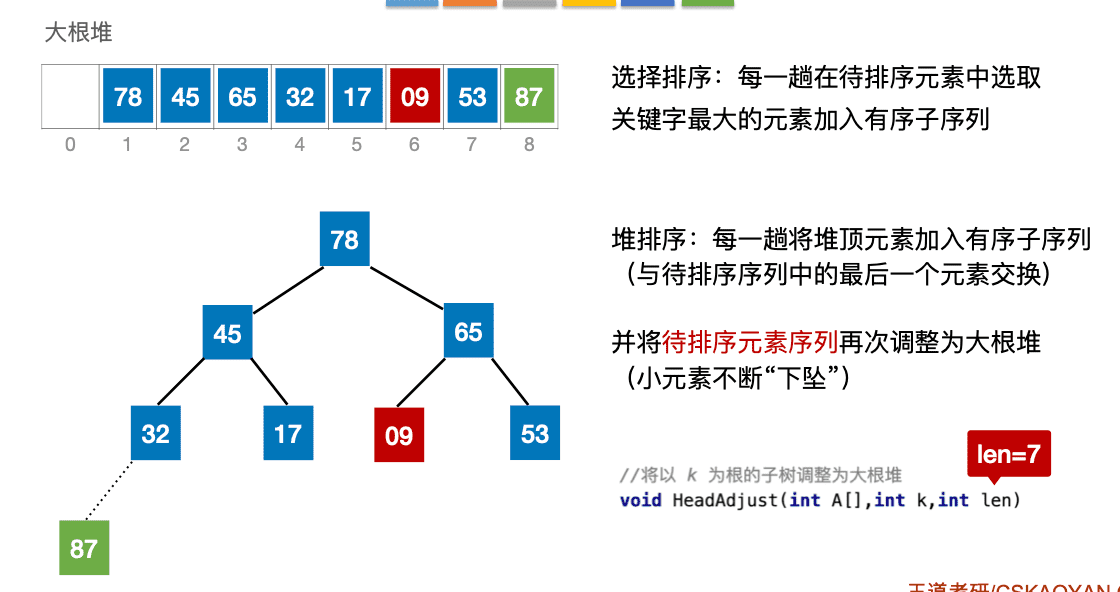 大根堆
78 45 65 32 17 09 53 87
0 1 2 3 4 5 6 7 8
选择排序：每一趟在待排序元素中选取
关键字最大的元素加入有序子序列
78
堆排序：每一趟将堆顶元素加入有序子序列
（与待排序序列中的最后一个元素交换）
45 65
并将待排序元素序列再次调整为大根堆
（小元素不断“下坠”）
32 17 09 53
len=7
//将以 k 为根的子树调整为大根堆
void HeadAdjust(int A[],int k,int len)
87
王道考研/CSKAOYAN.